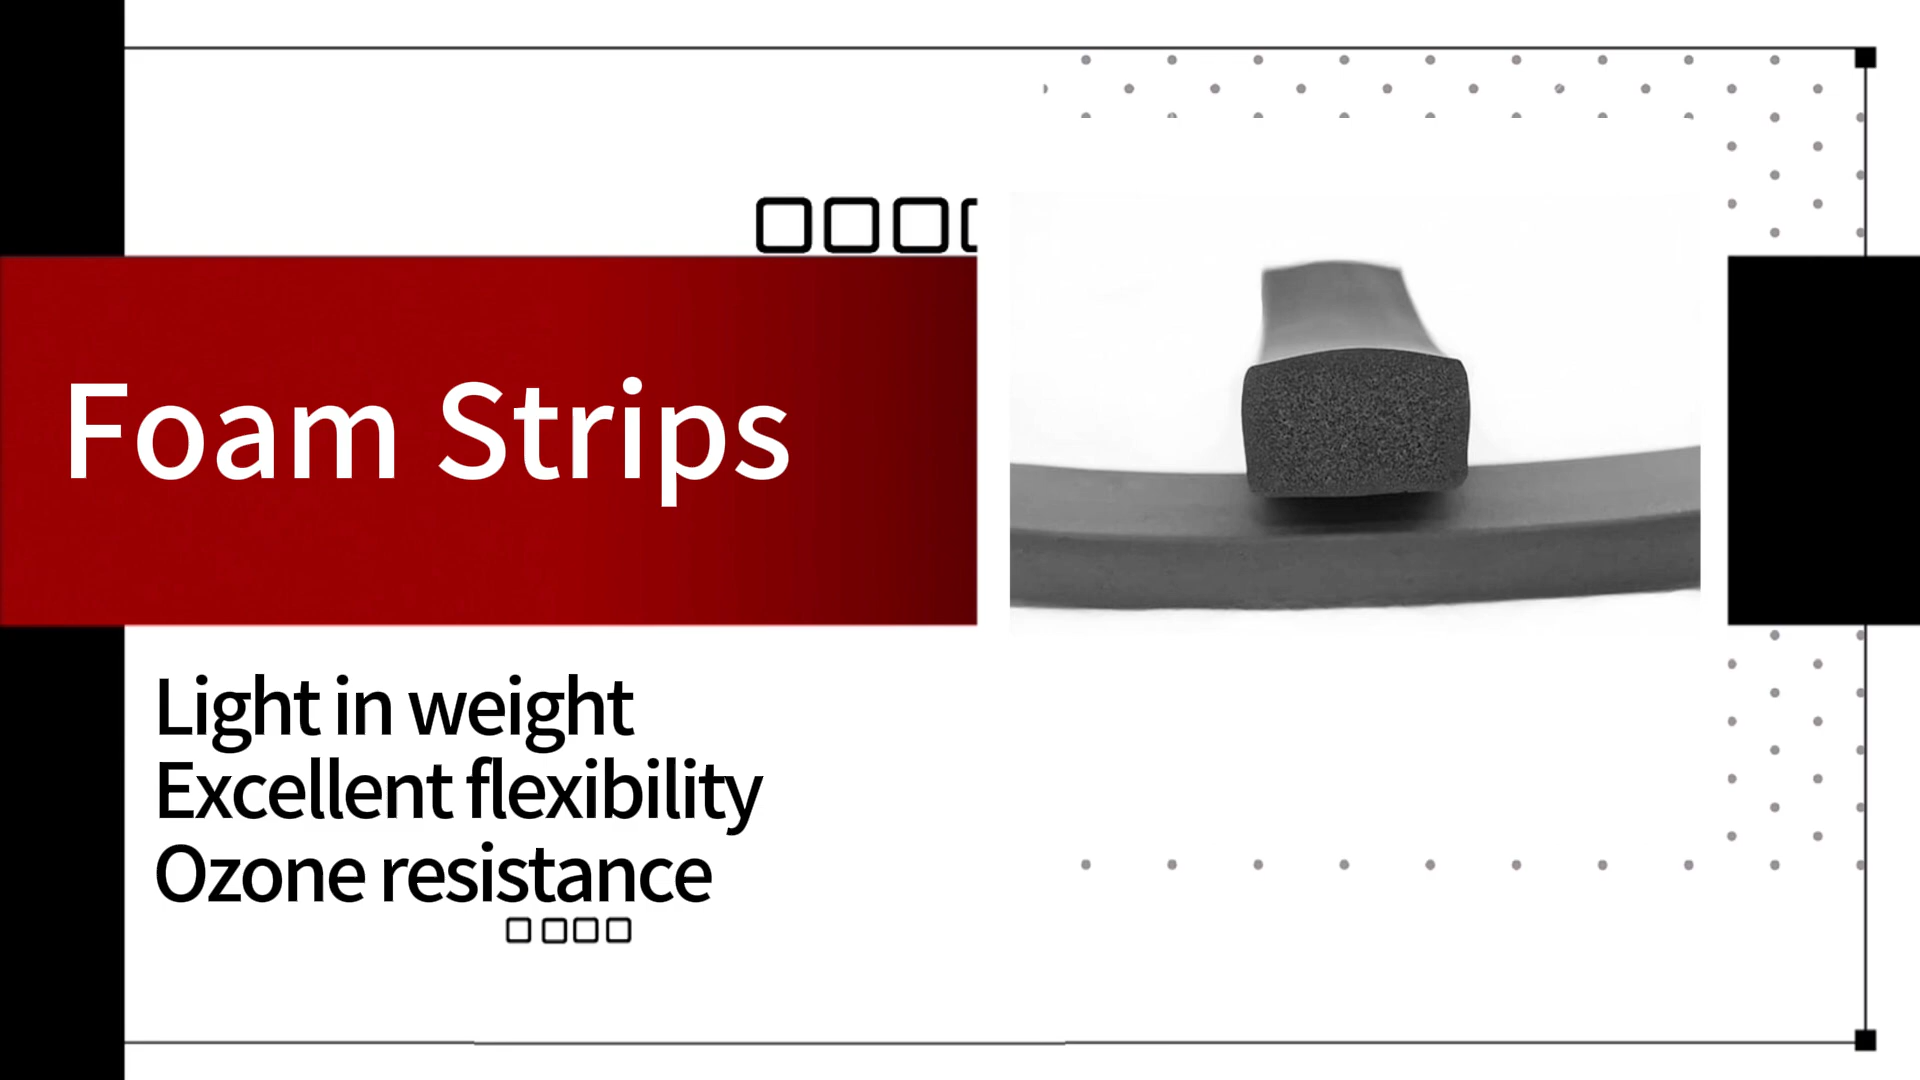 Foam Strips
Light in weight
Excellent flexibility
Ozone resistance